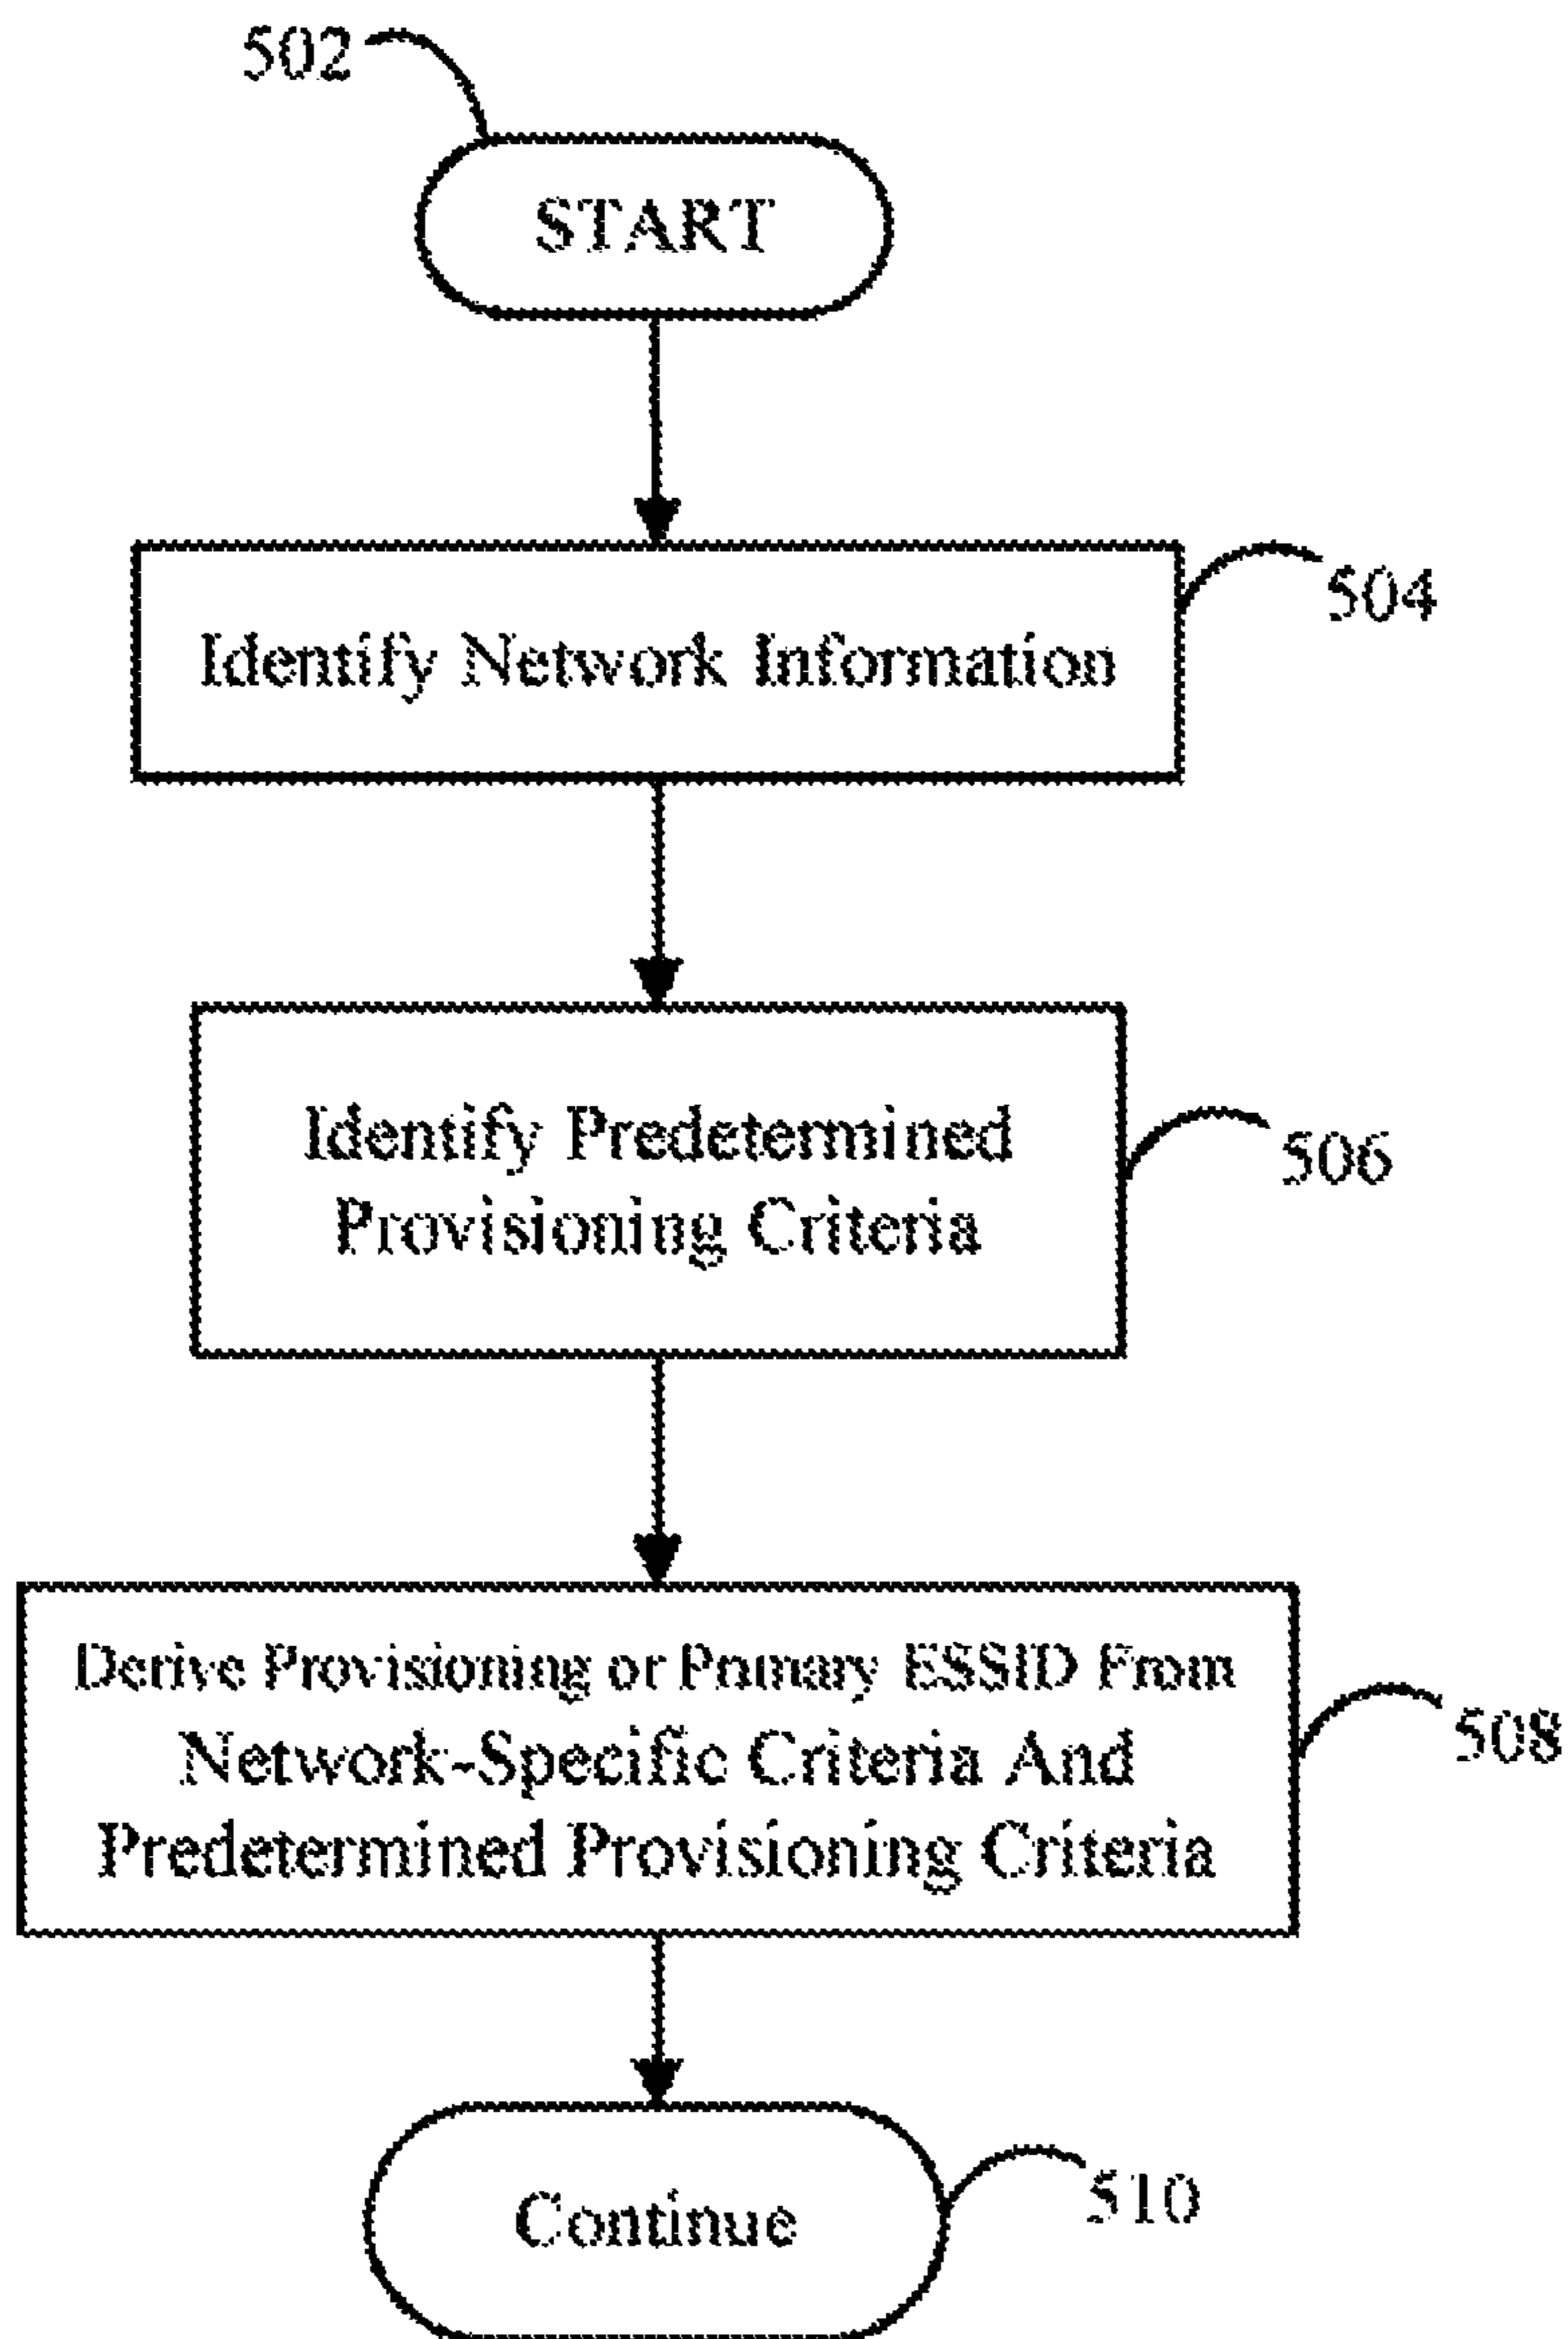 502
START
504
Identify Network Information
506
Identify Predetermined
Provisioning Criteria
508
Derive Provisioning or Primary ESSID From
Network-Specific Criteria And
Predetermined Provisioning Criteria
510
Continue